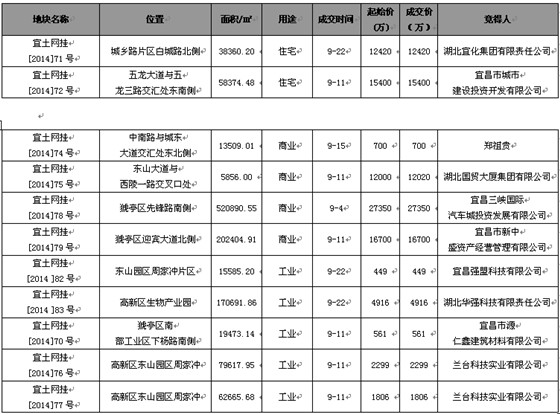 地块名称 位置 面积/㎡ 用途 成交时间 起始价(万) 成交价(万) 竞得人
宜土网挂[2014]71号 城乡路片区白城路北侧 38360.20 住宅 9-22 12420 12420 湖北宜化集团有限责任公司
宜土网挂[2014]72号 五龙大道与五龙三路交汇处东南侧 58374.48 住宅 9-11 15400 15400 宜昌市城市建设投资开发有限公司
宜土网挂[2014]74号 中南路与城东大道交汇处东北侧 13509.01 商业 9-15 700 700 郑祖贵
宜土网挂[2014]75号 东山大道与西陵一路交叉口处 5856.00 商业 9-11 12000 12020 湖北国贸大厦集团有限公司
宜土网挂[2014]78号 猇亭区先锋路南侧 520890.55 商业 9-4 27350 27350 宜昌三峡国际汽车城投资发展有限公司
宜土网挂[2014]79号 猇亭区迎宾大道北侧 202404.91 商业 9-11 16700 16700 宜昌市新中盛资产经营管理有限公司
宜土网挂[2014]82号 东山园区周家冲片区 15585.20 工业 9-22 449 449 宜昌强盟科技有限公司
宜土网挂[2014]83号 高新区生物产业园 170691.86 工业 9-22 4916 4916 湖北华强科技有限责任公司
宜土网挂[2014]70号 猇亭区南部工业区下杨路南侧 19473.14 工业 9-11 561 561 宜昌市源仁鑫建筑材料有限公司
宜土网挂[2014]76号 高新区东山园区周家冲 79617.95 工业 9-11 2299 2299 兰台科技实业有限公司
宜土网挂[2014]77号 高新区东山园区周家冲 62665.68 工业 9-11 1806 1806 兰台科技实业有限公司